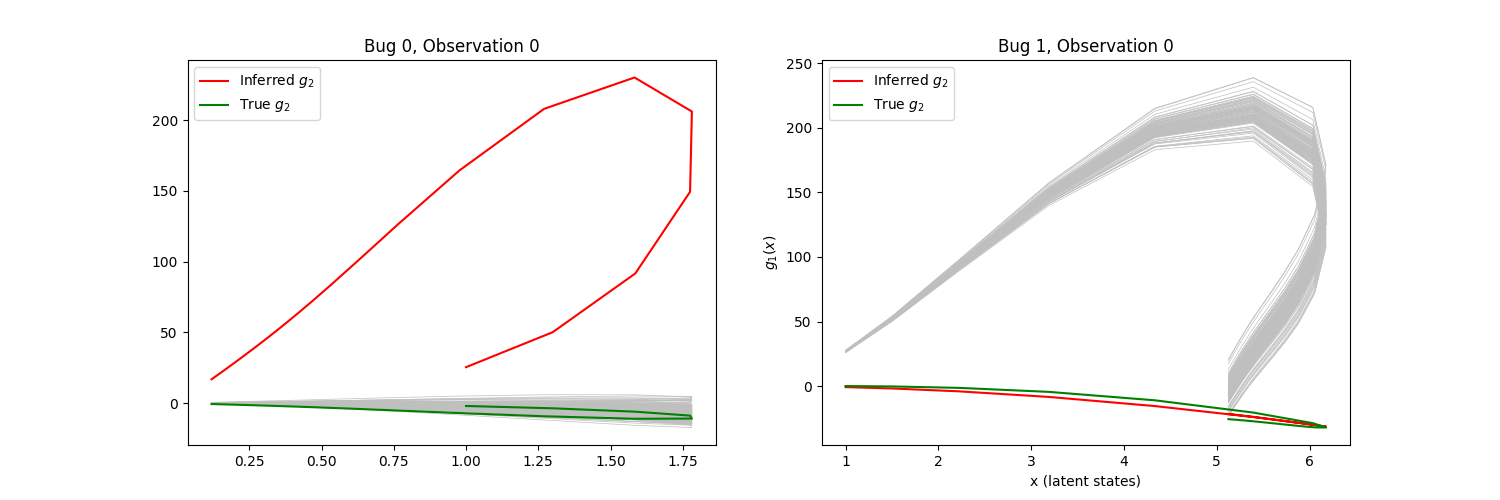 Bug 0, Observation 0
Inferred g₂
True g₂
200
150
100
50
0
0.25 0.50 0.75 1.00 1.25 1.50 1.75
Bug 1, Observation 0
Inferred g₂
True g₂
250
200
150
100
50
0
g₁(x)
1 2 3 4 5 6
x (latent states)